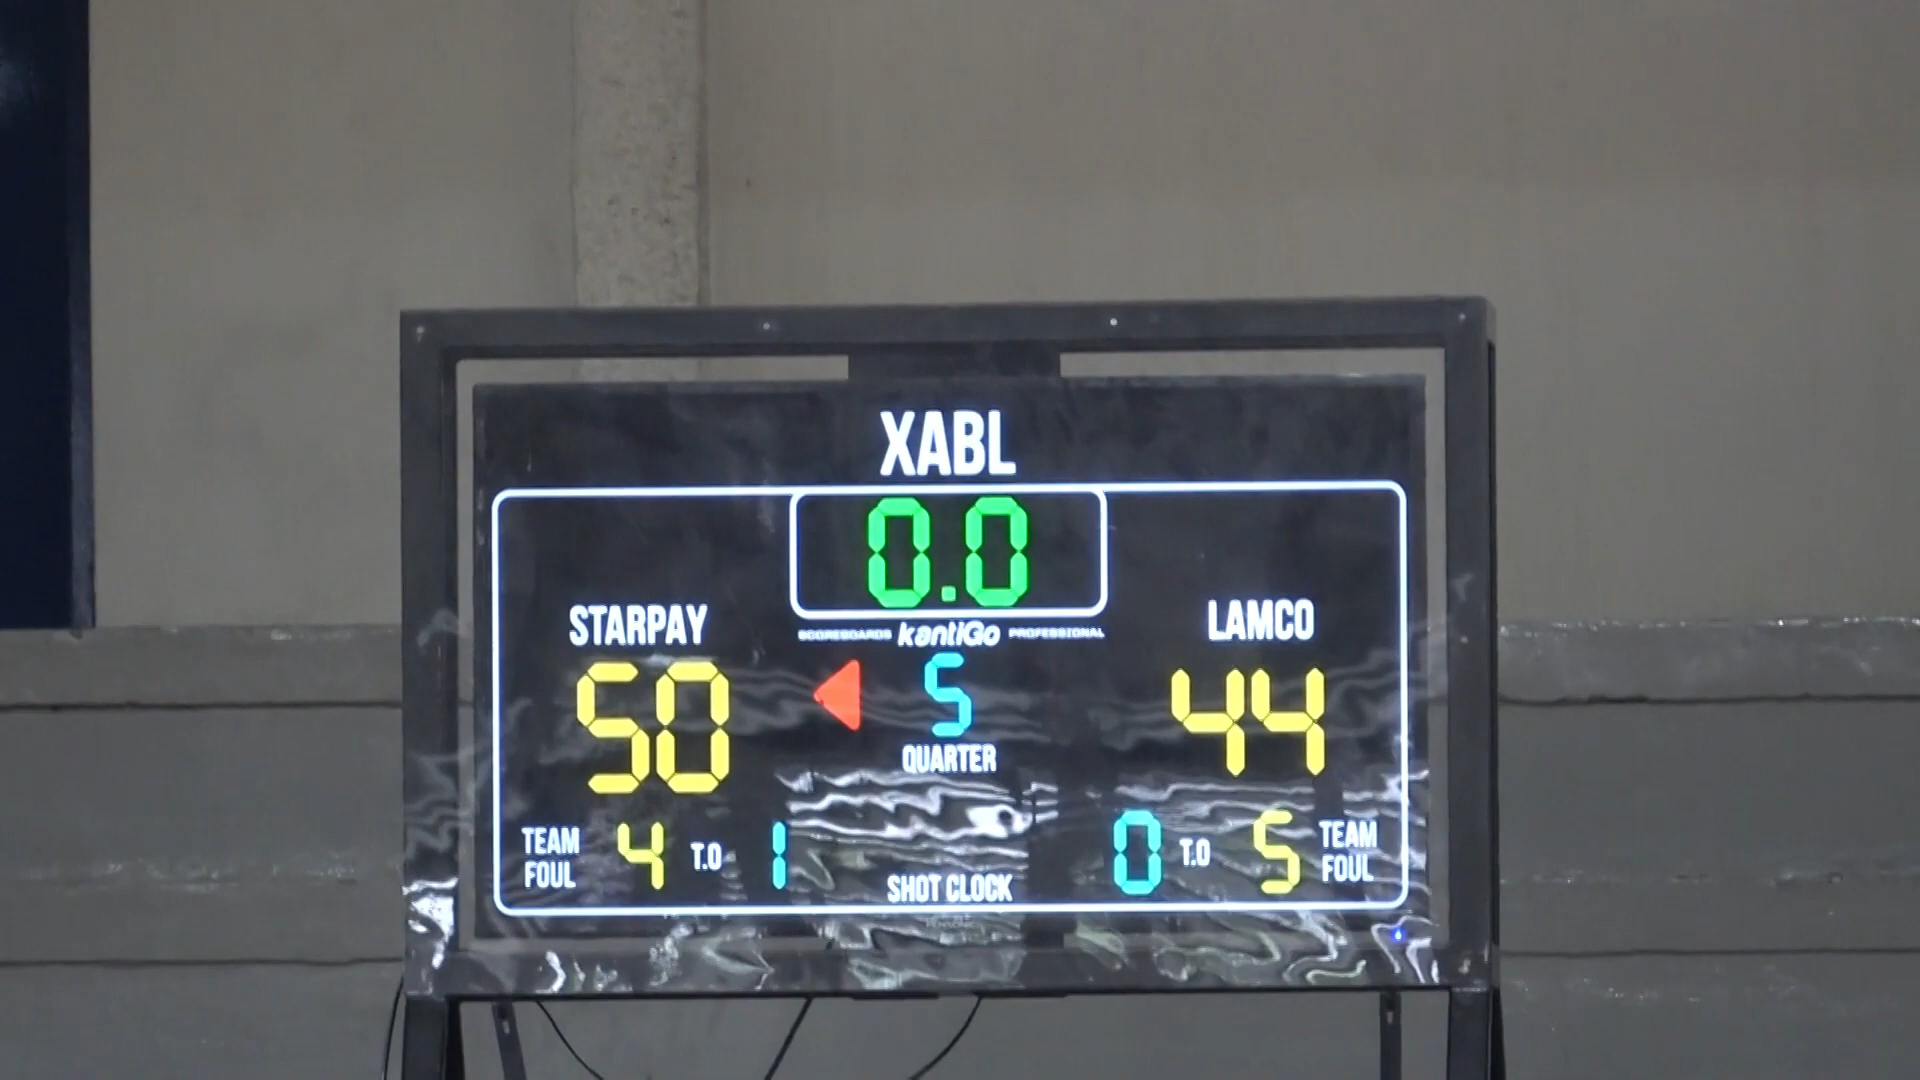 XABL
0.0
STARPAY
LAMCO
SCOREBOARDS kantiGo PROFESSIONAL
50
5
44
QUARTER
TEAM FOUL 4 T.O 1
0 T.O 5 TEAM FOUL
SHOT CLOCK